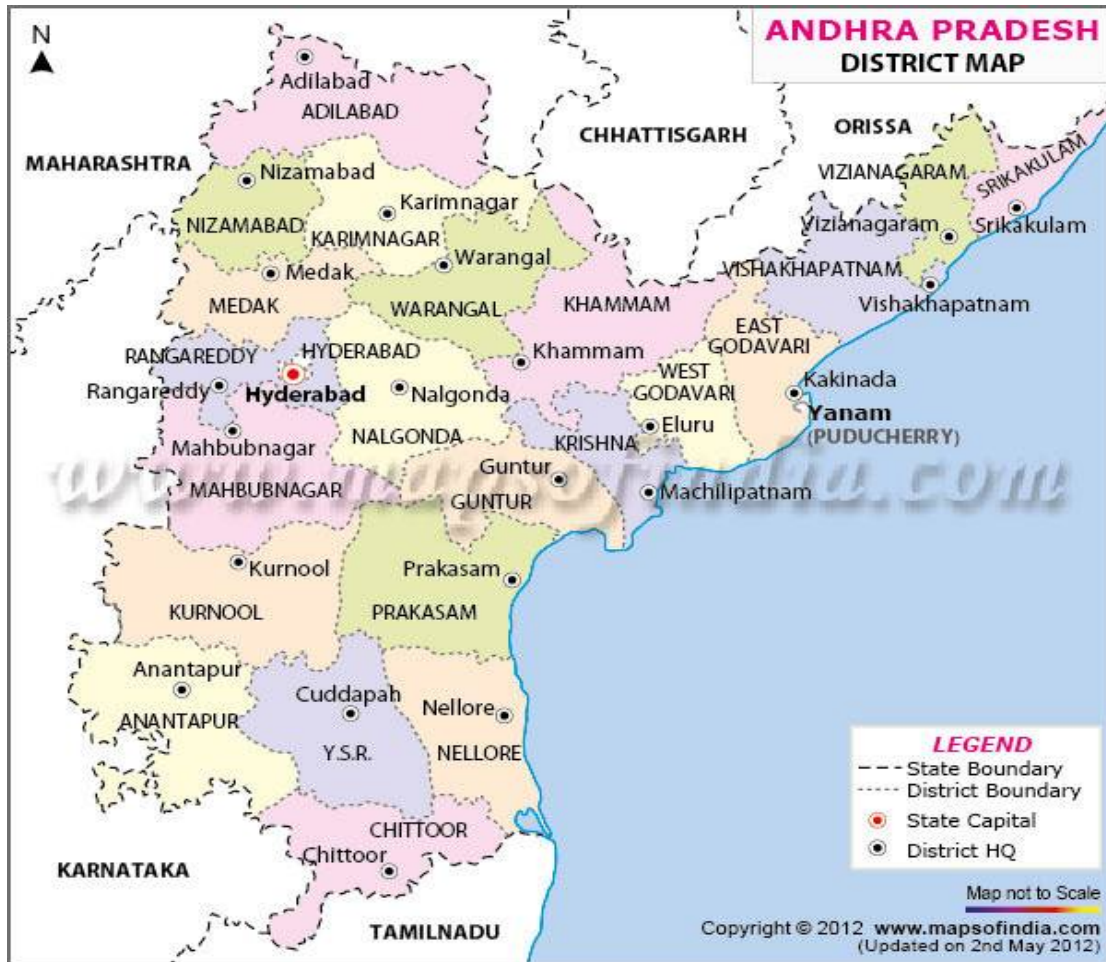 N
ANDHRA PRADESH
DISTRICT MAP
Adilabad
ADILABAD
CHHATTISGARH
ORISSA
MAHARASHTRA
VIZIANAGARAM
SRIKAKULAM
Nizamabad
Karimnagar
NIZAMABAD
KARIMNAGAR
Vizianagaram
Srikakulam
Warangal
Medak
VISHAKHAPATNAM
Vishakhapatnam
MEDAK
WARANGAL
KHAMMAM
EAST
GODAVARI
RANGAREDDY
HYDERABAD
Khammam
WEST
GODAVARI
Rangareddy
Hyderabad
Nalgonda
Kakinada
Yanam
(PUDUCHERRY)
Mahbubnagar
NALGONDA
KRISHNA
Eluru
Guntur
www.mapsofindia.com
MAHBUBNAGAR
GUNTUR
Machilipatnam
Kurnool
Prakasam
KURNOOL
PRAKASAM
Anantapur
Cuddapah
Nellore
ANANTAPUR
Y.S.R.
NELLORE
CHITTOOR
Chittoor
KARNATAKA
TAMILNADU
LEGEND
State Boundary
District Boundary
State Capital
District HQ
Map not to Scale
Copyright © 2012 www.mapsofindia.com
(Updated on 2nd May 2012)